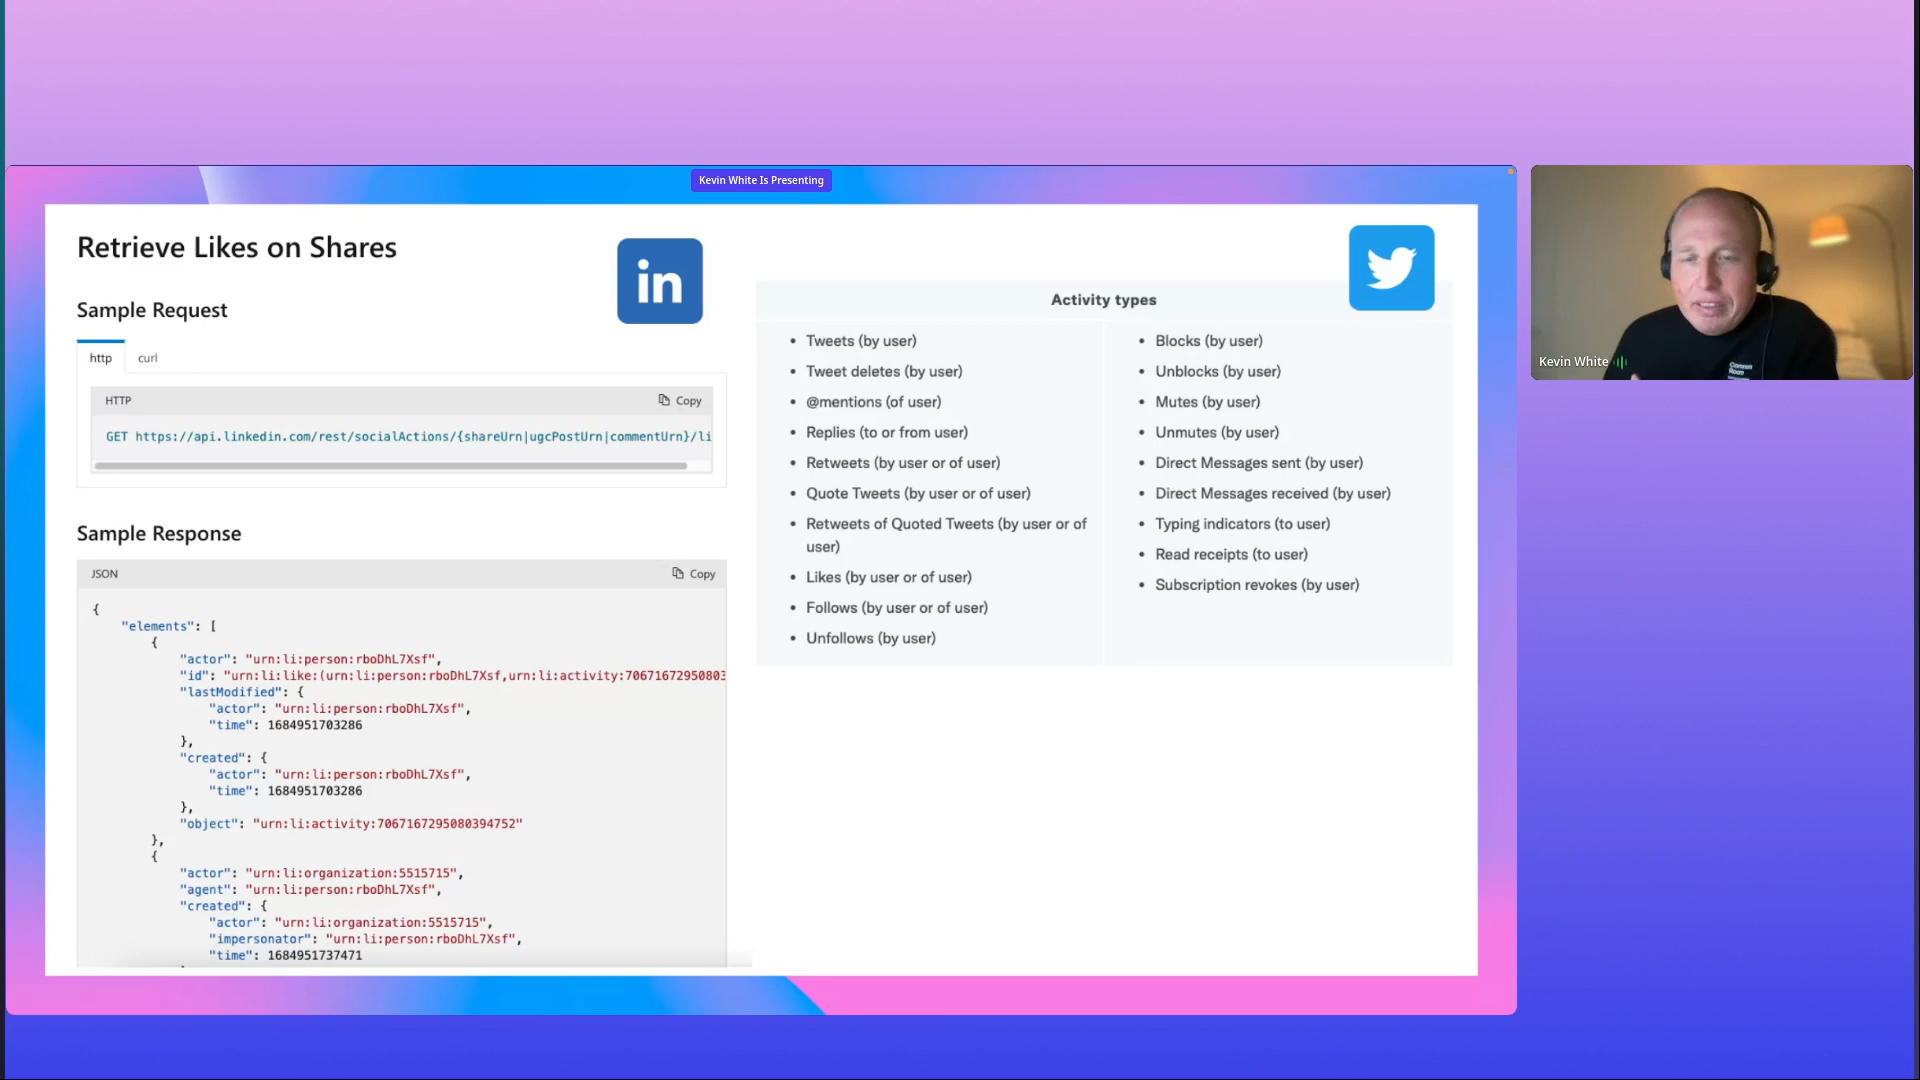 Kevin White Is Presenting
Retrieve Likes on Shares
in
Sample Request
http
curl
HTTP
Copy
GET https://api.linkedin.com/rest/socialActions/{shareUrn|ugcPostUrn|commentUrn}/li
Sample Response
JSON
Copy
{
"elements": [
{
"actor": "urn:li:person:rboDhL7Xsf",
"id": "urn:li:like:(urn:li:person:rboDhL7Xsf,urn:li:activity:70671672950803
"lastModified": {
"actor": "urn:li:person:rboDhL7Xsf",
"time": 1684951703286
},
"created": {
"actor": "urn:li:person:rboDhL7Xsf",
"time": 1684951703286
},
"object": "urn:li:activity:7067167295080394752"
},
{
"actor": "urn:li:organization:5515715",
"agent": "urn:li:person:rboDhL7Xsf",
"created": {
"actor": "urn:li:organization:5515715",
"impersonator": "urn:li:person:rboDhL7Xsf",
"time": 1684951737471
Activity types
• Tweets (by user)
• Tweet deletes (by user)
• @mentions (of user)
• Replies (to or from user)
• Retweets (by user or of user)
• Quote Tweets (by user or of user)
• Retweets of Quoted Tweets (by user or of
user)
• Likes (by user or of user)
• Follows (by user or of user)
• Unfollows (by user)
• Blocks (by user)
• Unblocks (by user)
• Mutes (by user)
• Unmutes (by user)
• Direct Messages sent (by user)
• Direct Messages received (by user)
• Typing indicators (to user)
• Read receipts (to user)
• Subscription revokes (by user)
Kevin White
Common
Room